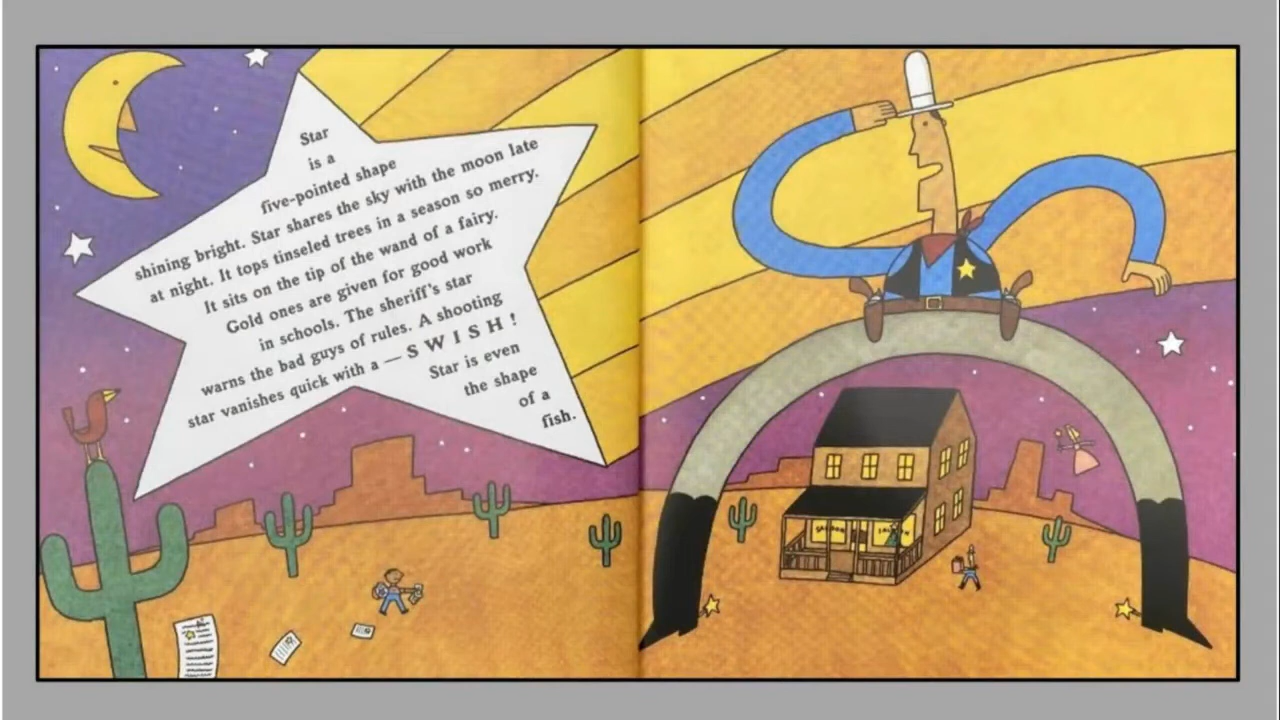 Star
is a
five-pointed shape
shining bright. Star shares the sky with the moon late
at night. It tops tinseled trees in a season so merry.
It sits on the tip of the wand of a fairy.
Gold ones are given for good work
in schools. The sheriff's star
warns the bad guys of rules. A shooting
star vanishes quick with a — SWISH!
Star is even
the shape
of a
fish.
SALOON